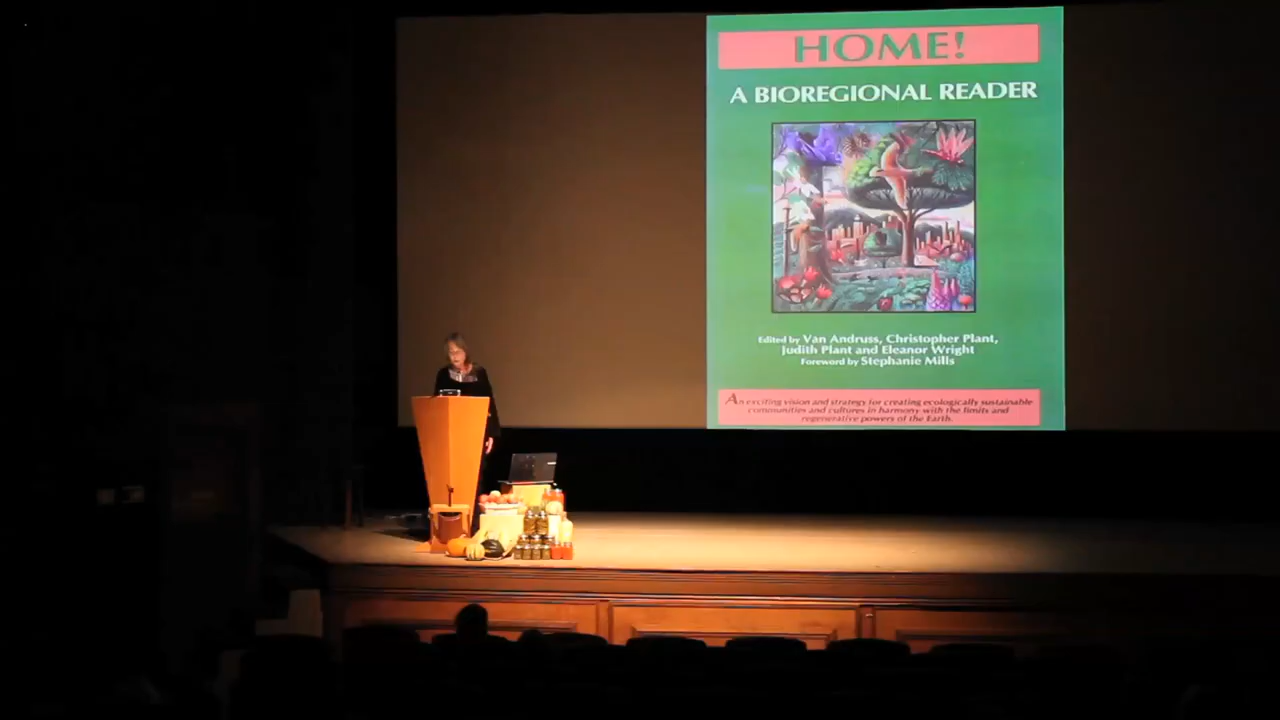 HOME!
A BIOREGIONAL READER
Edited by Van Andruss, Christopher Plant,
Judith Plant and Eleanor Wright
Foreword by Stephanie Mills
An exciting vision and strategy for creating ecologically sustainable
communities and cultures in harmony with the limits and
regenerative powers of the Earth.